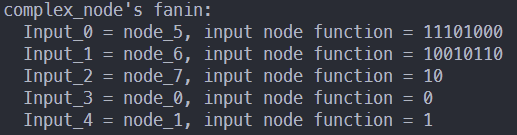 complex_node's fanin:
  Input_0 = node_5, input node function = 11101000
  Input_1 = node_6, input node function = 10010110
  Input_2 = node_7, input node function = 10
  Input_3 = node_0, input node function = 0
  Input_4 = node_1, input node function = 1